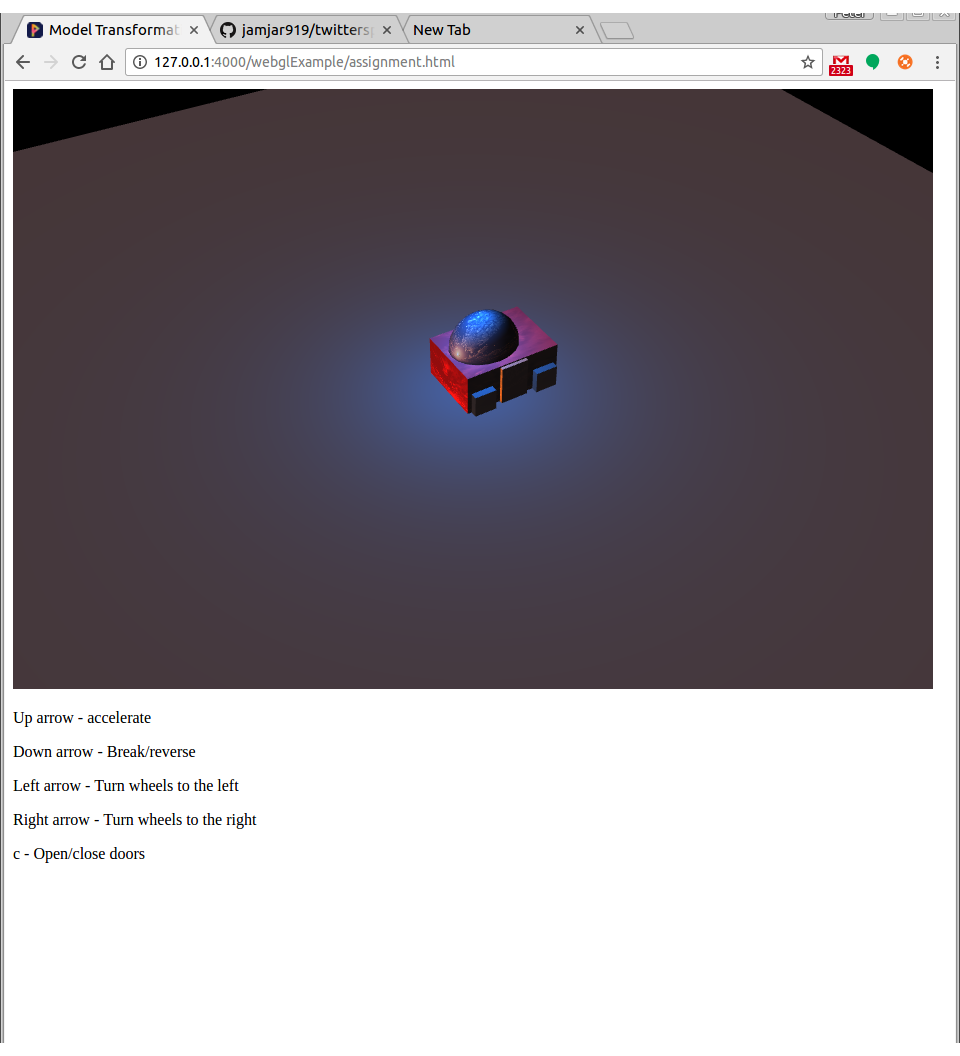 Peter
Model Transformat
jamjar919/twittersp
New Tab
127.0.0.1:4000/webglExample/assignment.html
2323
Up arrow - accelerate
Down arrow - Break/reverse
Left arrow - Turn wheels to the left
Right arrow - Turn wheels to the right
c - Open/close doors